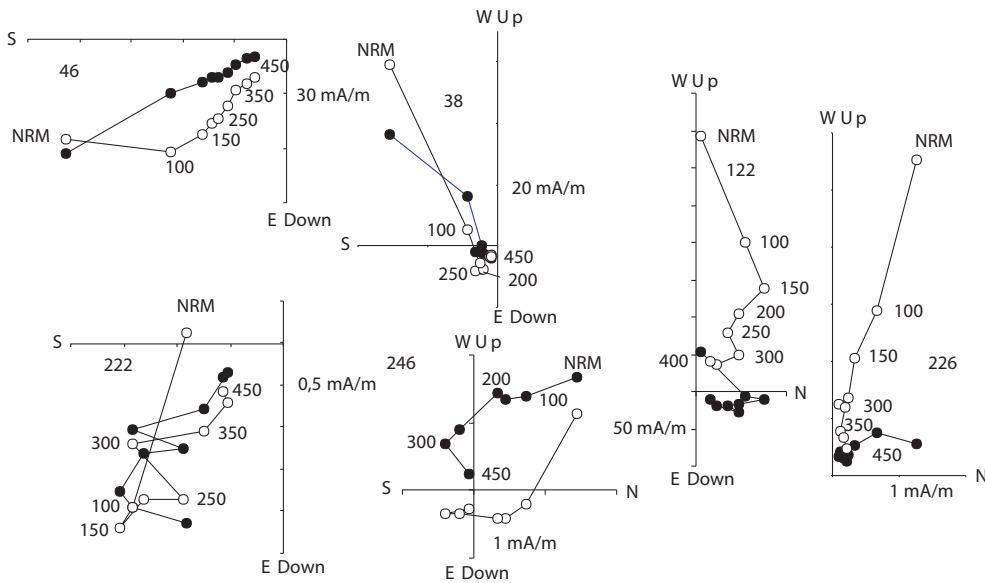 S
46
450
350
30 mA/m
250
150
NRM
100
E Down
W Up
NRM
38
20 mA/m
100
S
450
250
200
E Down
W Up
NRM
122
100
150
200
250
300
400
N
50 mA/m
E Down
W Up
NRM
100
150
226
300
350
450
N
1 mA/m
NRM
S
222
0,5 mA/m
450
300
350
100
250
150
E Down
W Up
246
NRM
200
100
300
450
S
N
1 mA/m
E Down